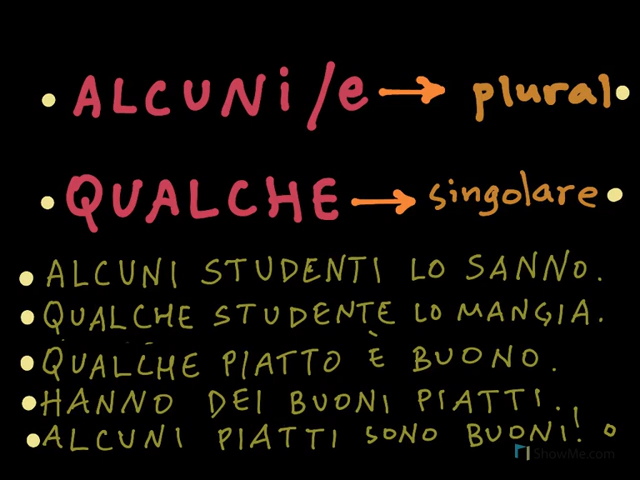 • ALCUNI/e → plural •
• QUALCHE → singolare •
• ALCUNI STUDENTI LO SANNO.
• QUALCHE STUDENTE LO MANGIA.
• QUALCHE PIATTO È BUONO.
• HANNO DEI BUONI PIATTI.
• ALCUNI PIATTI SONO BUONI!
ShowMe.com